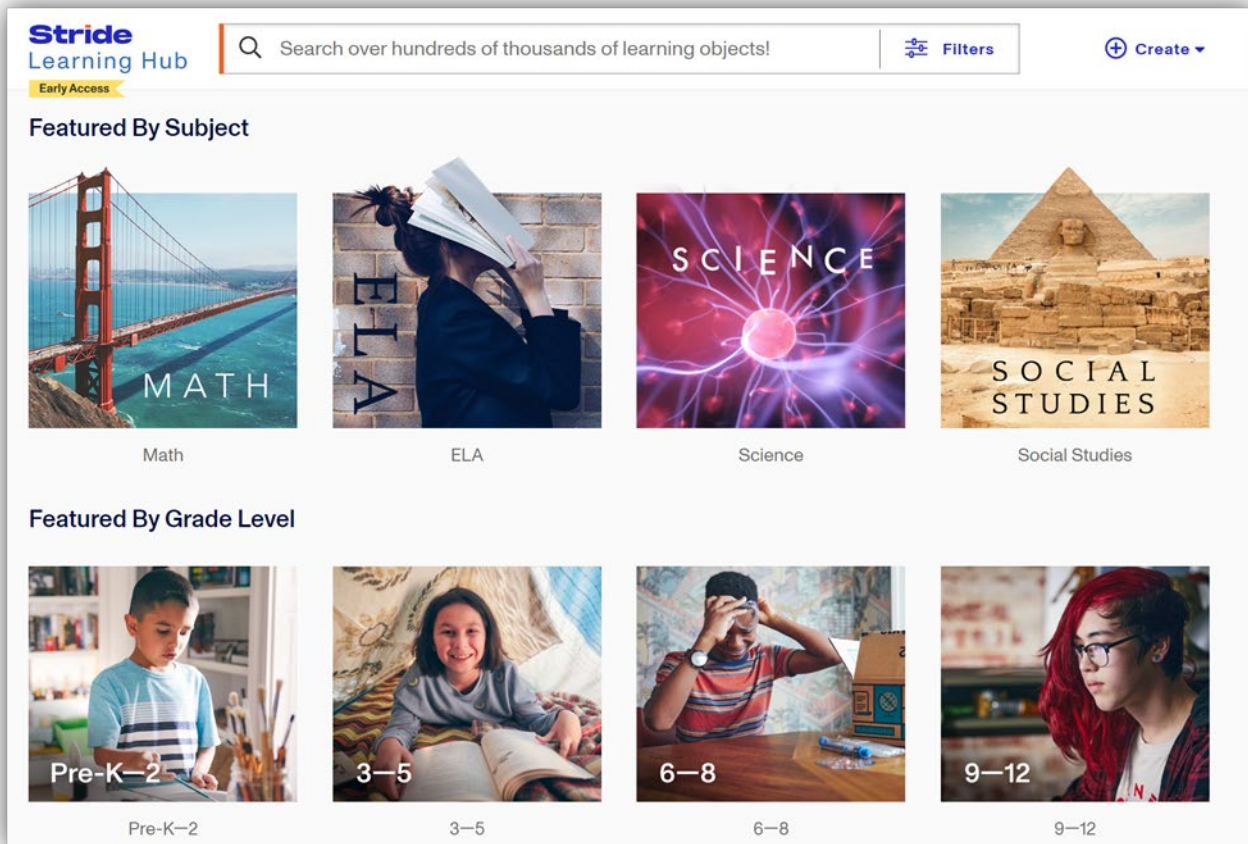 Stride
Learning Hub
Early Access
Search over hundreds of thousands of learning objects!
Filters
Create
Featured By Subject
MATH
ELA
SCIENCE
SOCIAL
STUDIES
Math
ELA
Science
Social Studies
Featured By Grade Level
Pre-K—2
3—5
6—8
9—12
Pre-K—2
3—5
6—8
9—12